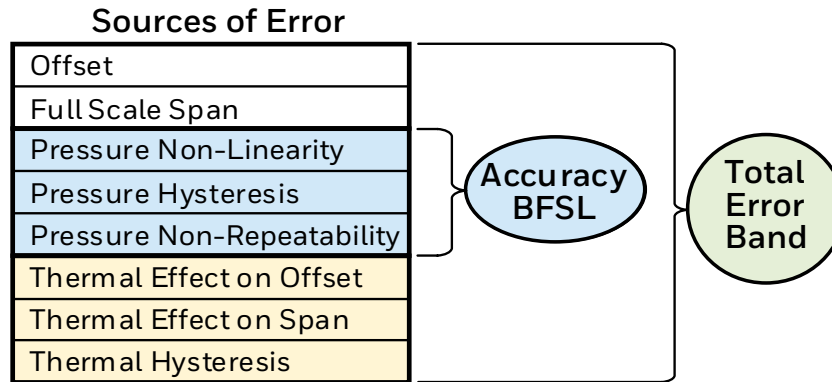 Sources of Error
Offset
Full Scale Span
Pressure Non-Linearity
Pressure Hysteresis
Pressure Non-Repeatability
Thermal Effect on Offset
Thermal Effect on Span
Thermal Hysteresis
Accuracy
BFSL
Total
Error
Band